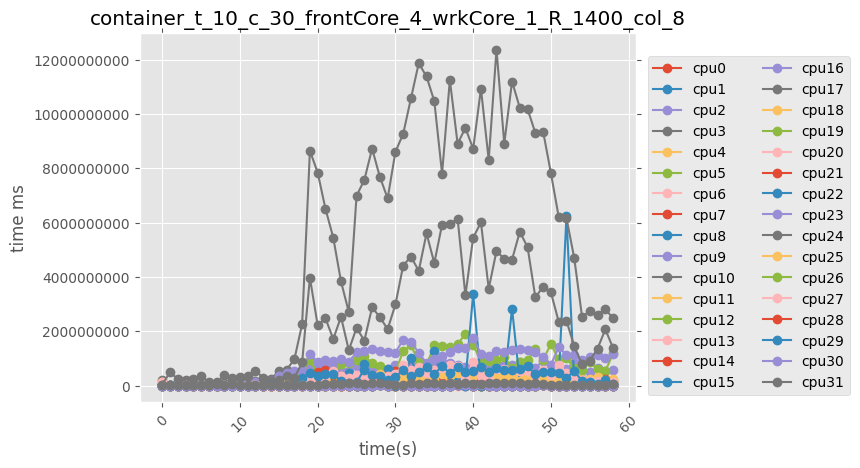 container_t_10_c_30_frontCore_4_wrkCore_1_R_1400_col_8
time ms
12000000000
10000000000
8000000000
6000000000
4000000000
2000000000
0
0
10
20
30
40
50
60
time(s)
cpu0
cpu1
cpu2
cpu3
cpu4
cpu5
cpu6
cpu7
cpu8
cpu9
cpu10
cpu11
cpu12
cpu13
cpu14
cpu15
cpu16
cpu17
cpu18
cpu19
cpu20
cpu21
cpu22
cpu23
cpu24
cpu25
cpu26
cpu27
cpu28
cpu29
cpu30
cpu31